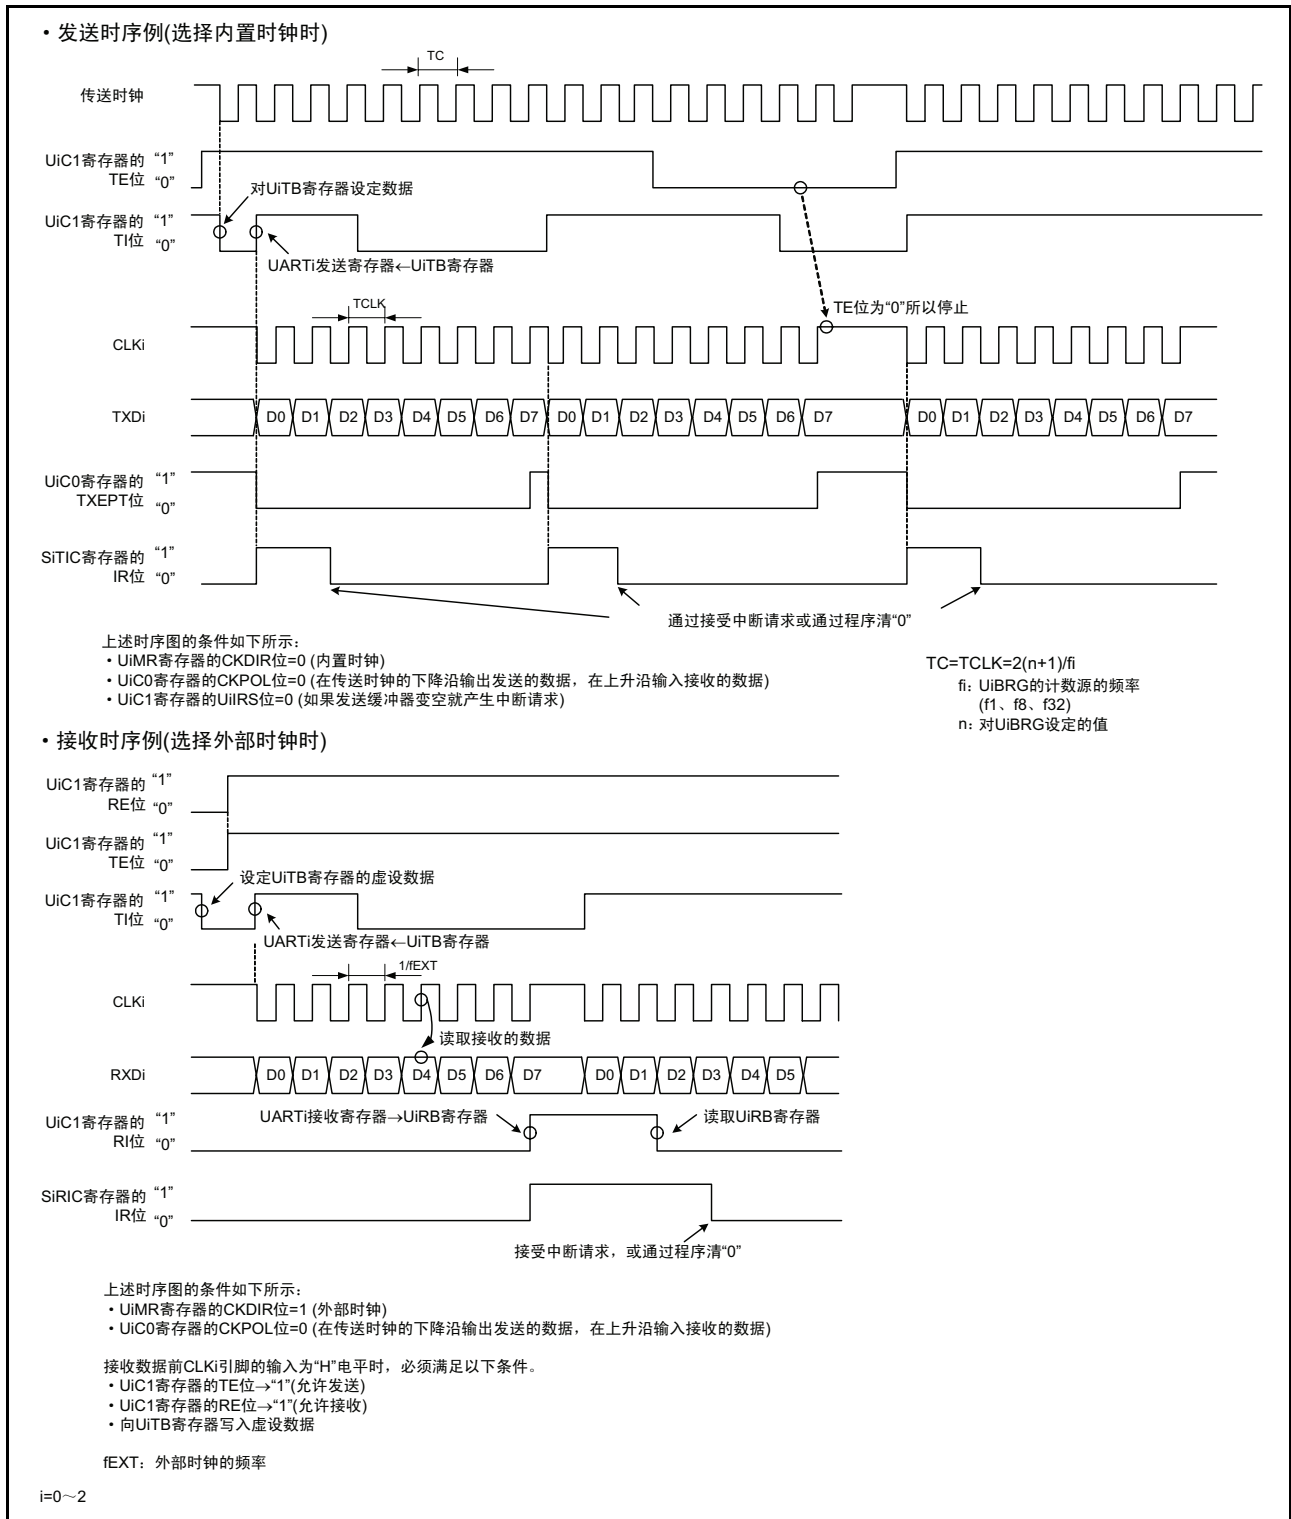 ・发送时序例(选择内置时钟时)
TC
传送时钟
UiC1寄存器的 “1”
TE位 “0”
对UiTB寄存器设定数据
UiC1寄存器的 “1”
TI位 “0”
UARTi发送寄存器←UiTB寄存器
TCLK
TE位为“0”所以停止
CLKi
TXDi D0 D1 D2 D3 D4 D5 D6 D7 D0 D1 D2 D3 D4 D5 D6 D7 D0 D1 D2 D3 D4 D5 D6 D7
UiC0寄存器的 “1”
TXEPT位 “0”
SiTIC寄存器的 “1”
IR位 “0”
通过接受中断请求或通过程序清“0”
上述时序图的条件如下所示：
・UiMR寄存器的CKDIR位=0 (内置时钟)
・UiC0寄存器的CKPOL位=0 (在传送时钟的下降沿输出发送的数据，在上升沿输入接收的数据)
・UiC1寄存器的UiIRS位=0 (如果发送缓冲器变空就产生中断请求)
TC=TCLK=2(n+1)/fi
fi：UiBRG的计数源的频率
(f1、f8、f32)
n：对UiBRG设定的值
・接收时序例(选择外部时钟时)
UiC1寄存器的 “1”
RE位 “0”
UiC1寄存器的 “1”
TE位 “0”
设定UiTB寄存器的虚设数据
UiC1寄存器的 “1”
TI位 “0”
UARTi发送寄存器←UiTB寄存器
1/fEXT
CLKi
读取接收的数据
RXDi D0 D1 D2 D3 D4 D5 D6 D7 D0 D1 D2 D3 D4 D5
UARTi接收寄存器→UiRB寄存器
读取UiRB寄存器
UiC1寄存器的 “1”
RI位 “0”
SiRIC寄存器的 “1”
IR位 “0”
接受中断请求，或通过程序清“0”
上述时序图的条件如下所示：
・UiMR寄存器的CKDIR位=1 (外部时钟)
・UiC0寄存器的CKPOL位=0 (在传送时钟的下降沿输出发送的数据，在上升沿输入接收的数据)
接收数据前CLKi引脚的输入为“H”电平时，必须满足以下条件。
・UiC1寄存器的TE位→“1”(允许发送)
・UiC1寄存器的RE位→“1”(允许接收)
・向UiTB寄存器写入虚设数据
fEXT：外部时钟的频率
i=0～2